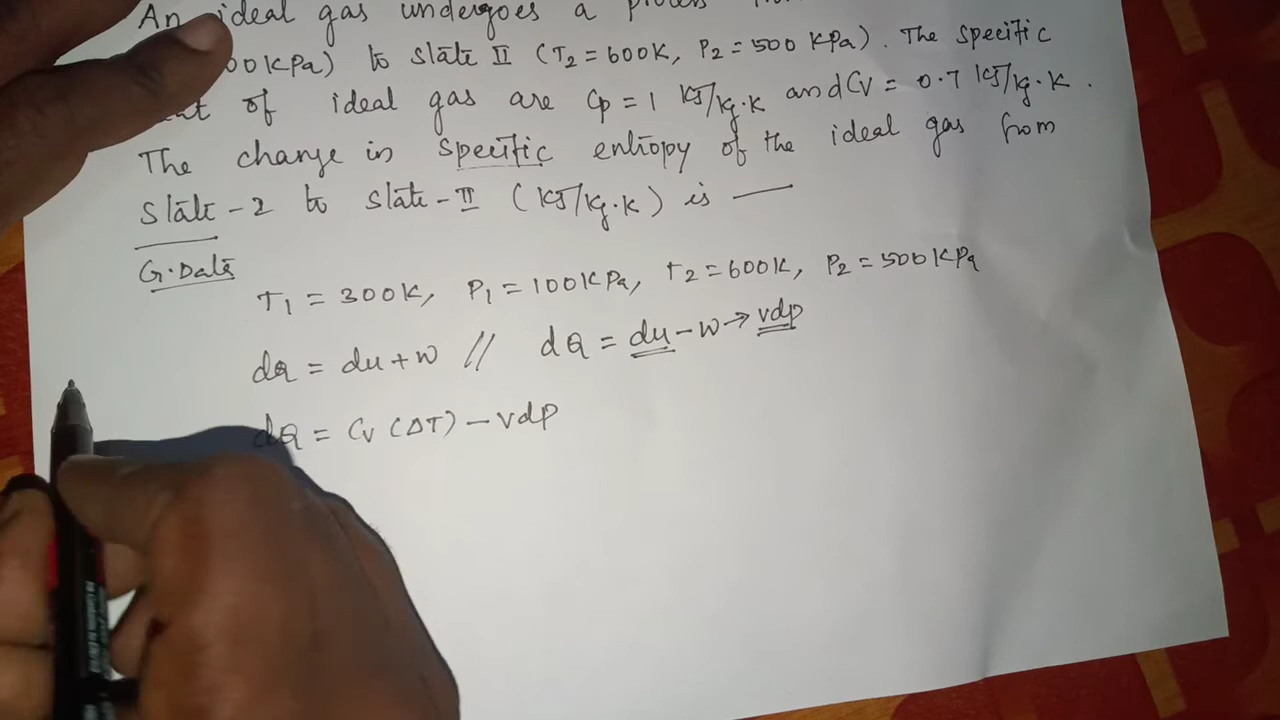 An ideal gas undergoes a process
00KPa) to State II (T2=600K, P2=500 KPa). The Specific
of ideal gas are Cp=1 KJ/kg.K and Cv = 0.7 KJ/kg.K.
The change in specific entropy of the ideal gas from
State-2 to State-II (KJ/kg.K) is —
G.Data
T1 = 300K, P1=100KPa, T2=600K, P2=500KPa
dQ = du+w // dQ = du-w→vdp
dQ = Cv (ΔT) - vdp